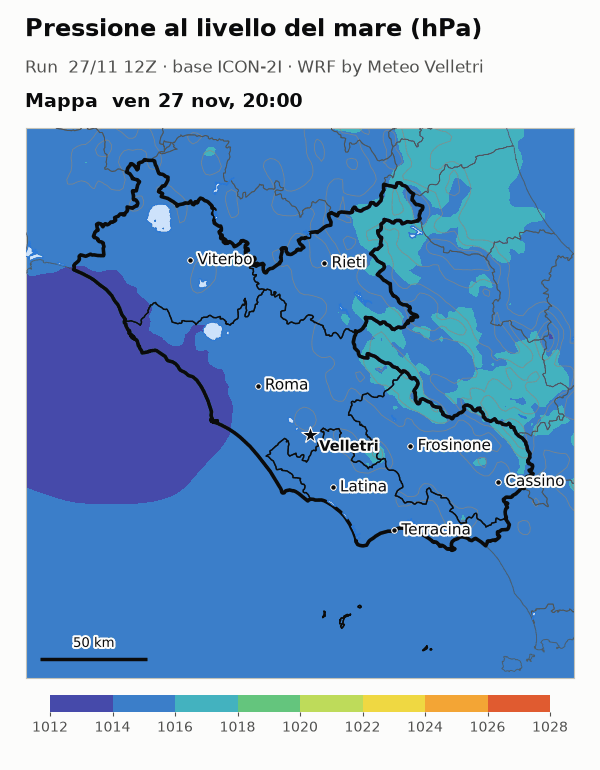 Pressione al livello del mare (hPa)
Run  27/11 12Z · base ICON-2I · WRF by Meteo Velletri
Mappa  ven 27 nov, 20:00
Viterbo
Rieti
Roma
Velletri
Frosinone
Cassino
Latina
Terracina
50 km
1012 1014 1016 1018 1020 1022 1024 1026 1028